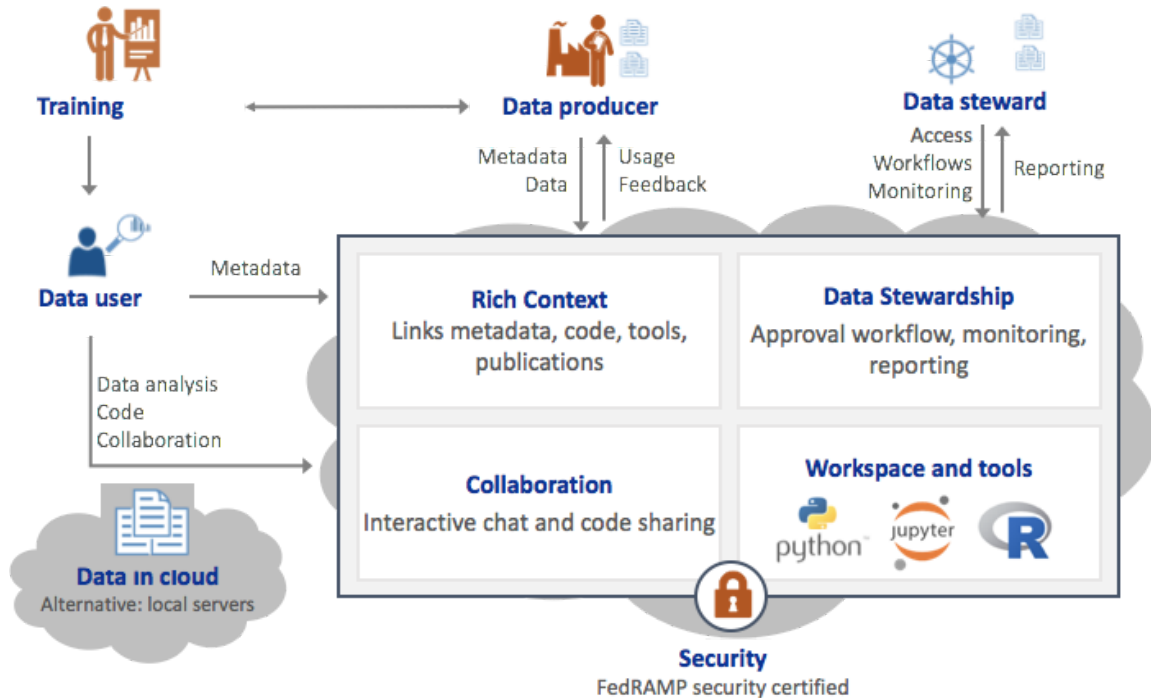 Training
Data producer
Data steward
Metadata
Data
Usage
Feedback
Access
Workflows
Monitoring
Reporting
Data user
Metadata
Rich Context
Links metadata, code, tools,
publications
Data Stewardship
Approval workflow, monitoring,
reporting
Data analysis
Code
Collaboration
Collaboration
Interactive chat and code sharing
Workspace and tools
python™
jupyter
R
Data in cloud
Alternative: local servers
Security
FedRAMP security certified